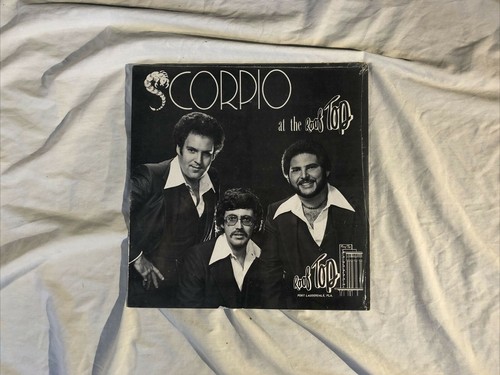 SCORPIO
at the Roof Top
Roof Top
FORT LAUDERDALE, FLA.